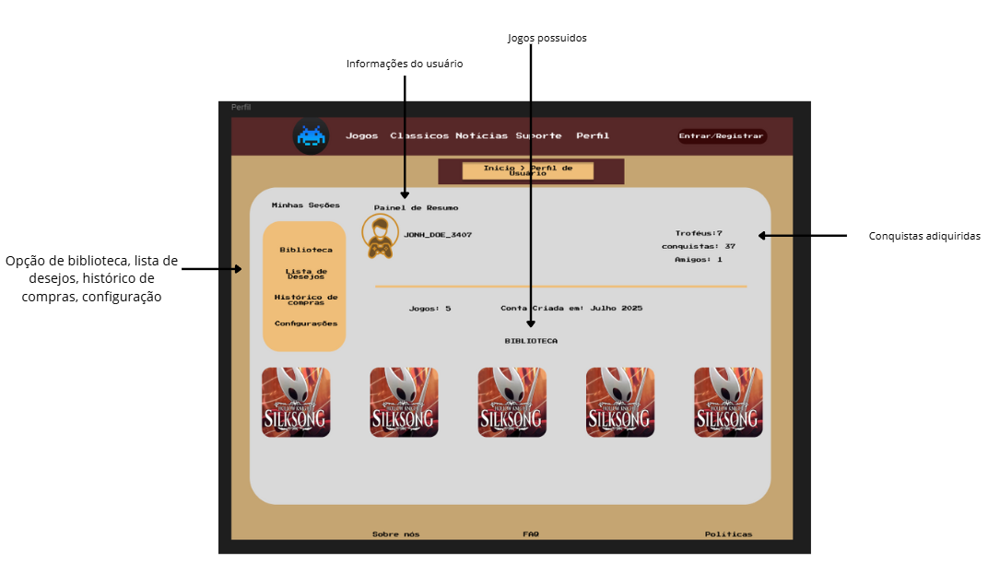 Jogos possuidos
Informações do usuário
Perfil
Jogos Classicos Noticias Suporte Perfil
Entrar/Registrar
Inicio > Perfil de
Usuário
Minhas Seções
Painel de Resumo
JONH_DOE_3407
Troféus:7
conquistas: 37
Amigos: 1
Conquistas adiquiridas
Opção de biblioteca, lista de
desejos, histórico de
compras, configuração
Biblioteca
Lista de
Desejos
Histórico de
compras
Configurações
Jogos: 5
Conta Criada em: Julho 2025
BIBLIOTECA
HOLLOW KNIGHT
SILKSONG
HOLLOW KNIGHT
SILKSONG
HOLLOW KNIGHT
SILKSONG
HOLLOW KNIGHT
SILKSONG
HOLLOW KNIGHT
SILKSONG
Sobre nós
FAQ
Políticas